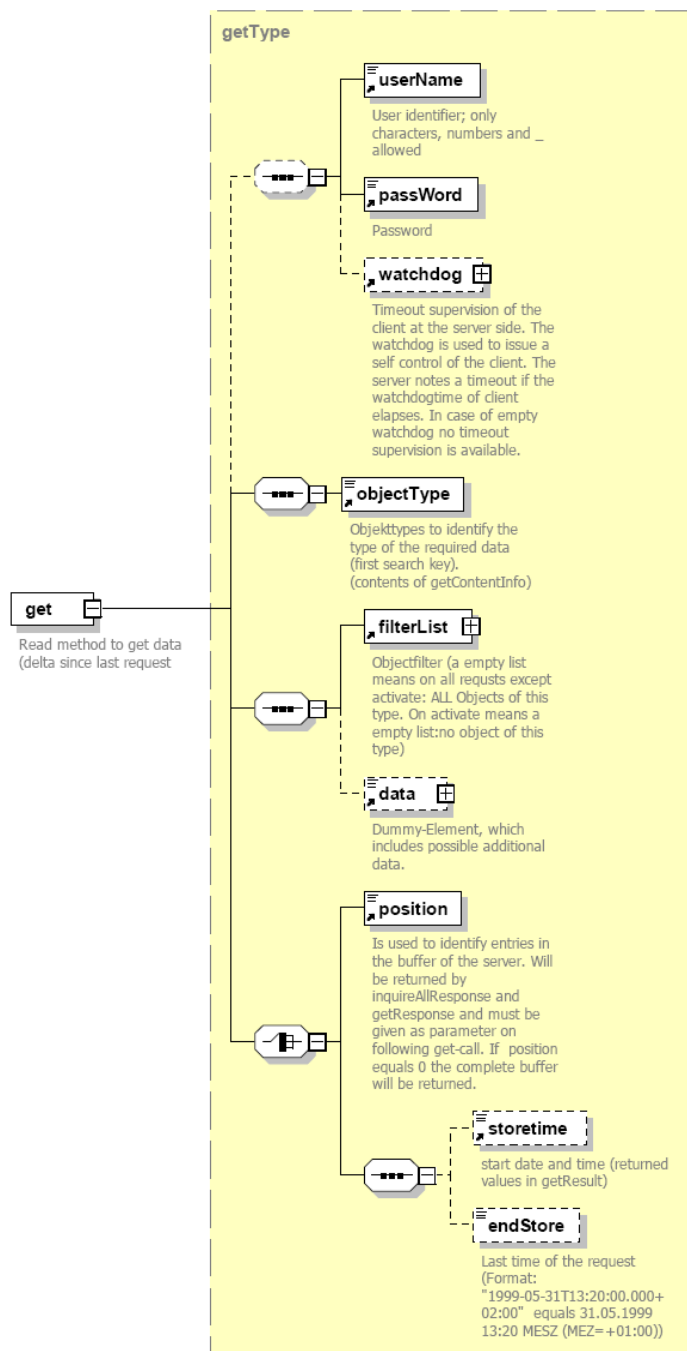 getType
userName
User identifier; only
characters, numbers and _
allowed
passWord
Password
watchdog
Timeout supervision of the
client at the server side. The
watchdog is used to issue a
self control of the client. The
server notes a timeout if the
watchdogtime of client
elapses. In case of empty
watchdog no timeout
supervision is available.
objectType
Objekttypes to identify the
type of the required data
(first search key).
(contents of getContentInfo)
get
Read method to get data
(delta since last request
filterList
Objectfilter (a empty list
means on all requsts except
activate: ALL Objects of this
type. On activate means a
empty list:no object of this
type)
data
Dummy-Element, which
includes possible additional
data.
position
Is used to identify entries in
the buffer of the server. Will
be returned by
inquireAllResponse and
getResponse and must be
given as parameter on
following get-call. If  position
equals 0 the complete buffer
will be returned.
storetime
start date and time (returned
values in getResult)
endStore
Last time of the request
(Format:
"1999-05-31T13:20:00.000+
02:00"  equals 31.05.1999
13:20 MESZ (MEZ=+01:00))